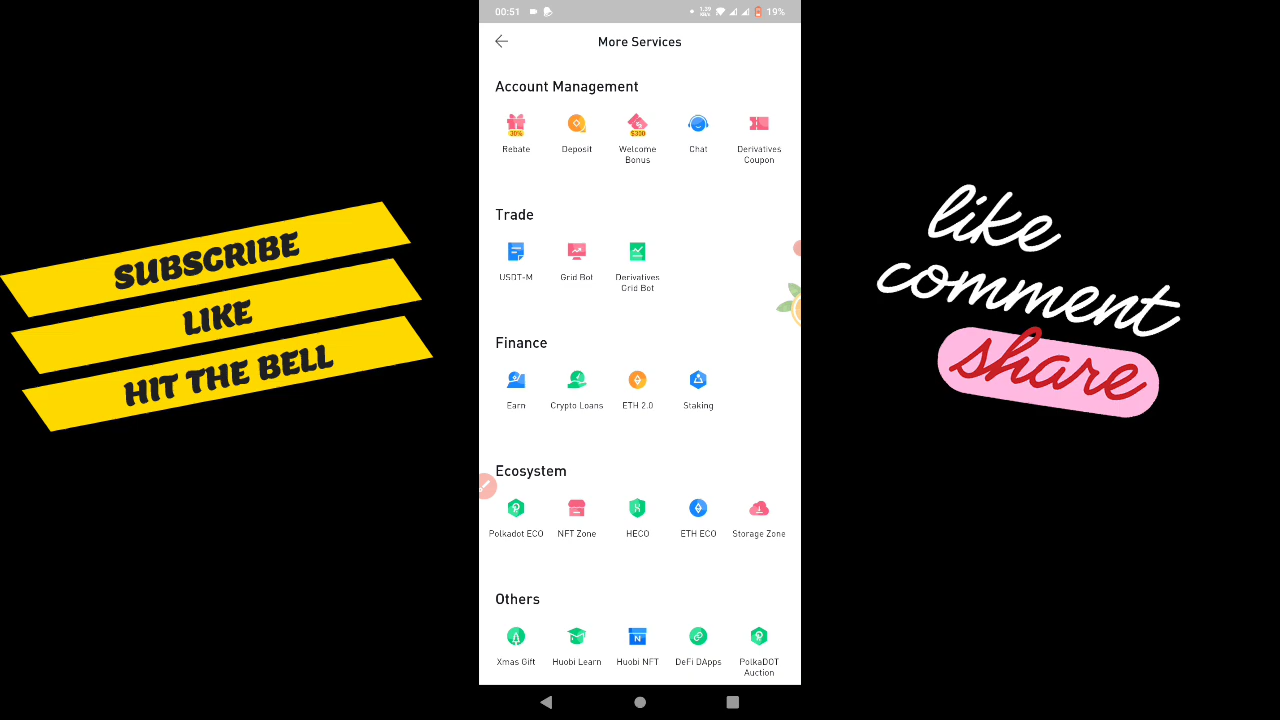 SUBSCRIBE
LIKE
HIT THE BELL
00:51
19%
More Services
Account Management
30%
$300
Rebate
Deposit
Welcome
Bonus
Chat
Derivatives
Coupon
Trade
USDT-M
Grid Bot
Derivatives
Grid Bot
Finance
Earn
Crypto Loans
ETH 2.0
Staking
Ecosystem
Polkadot ECO
NFT Zone
HECO
ETH ECO
Storage Zone
Others
N
Xmas Gift
Huobi Learn
Huobi NFT
DeFi DApps
PolkaDOT
Auction
like
comment
share